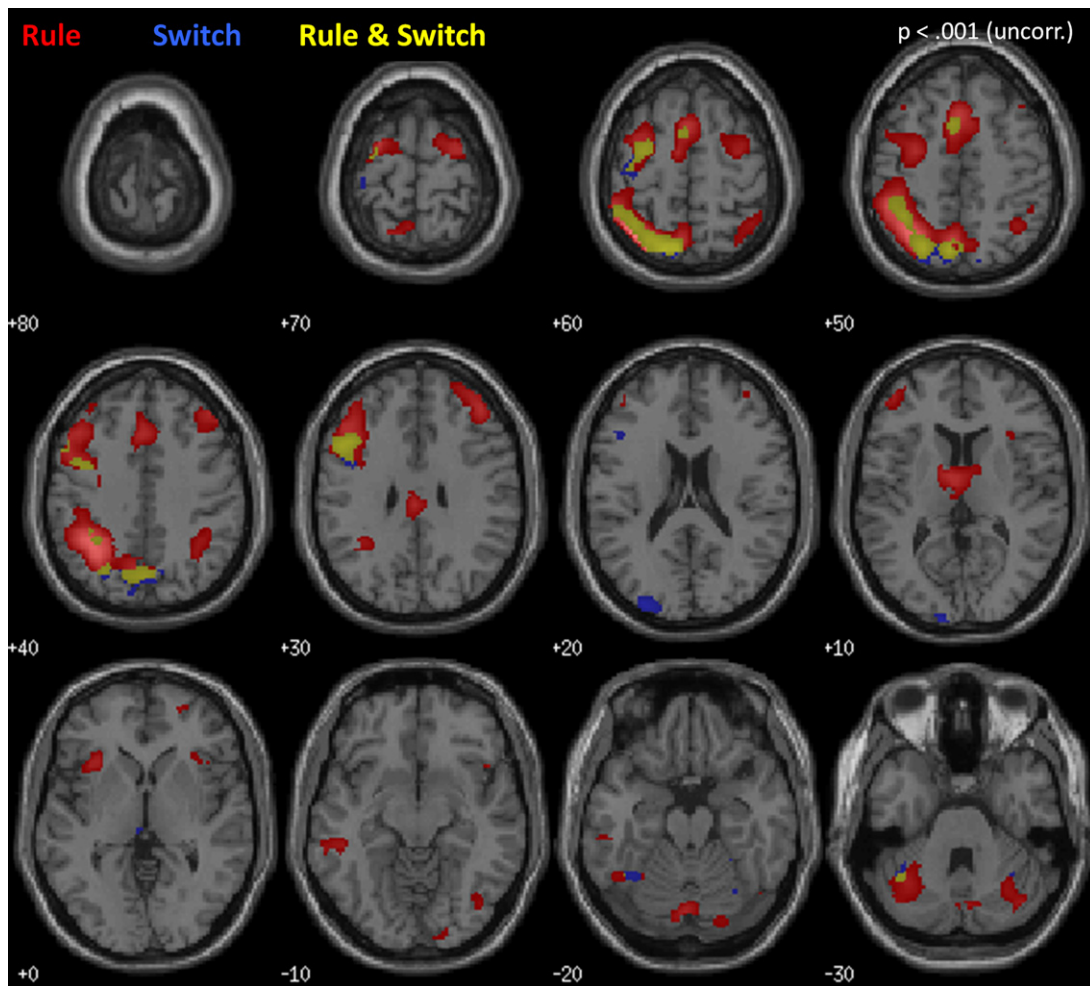 Rule Switch Rule & Switch p < .001 (uncorr.)
+80 +70 +60 +50
+40 +30 +20 +10
+0 -10 -20 -30